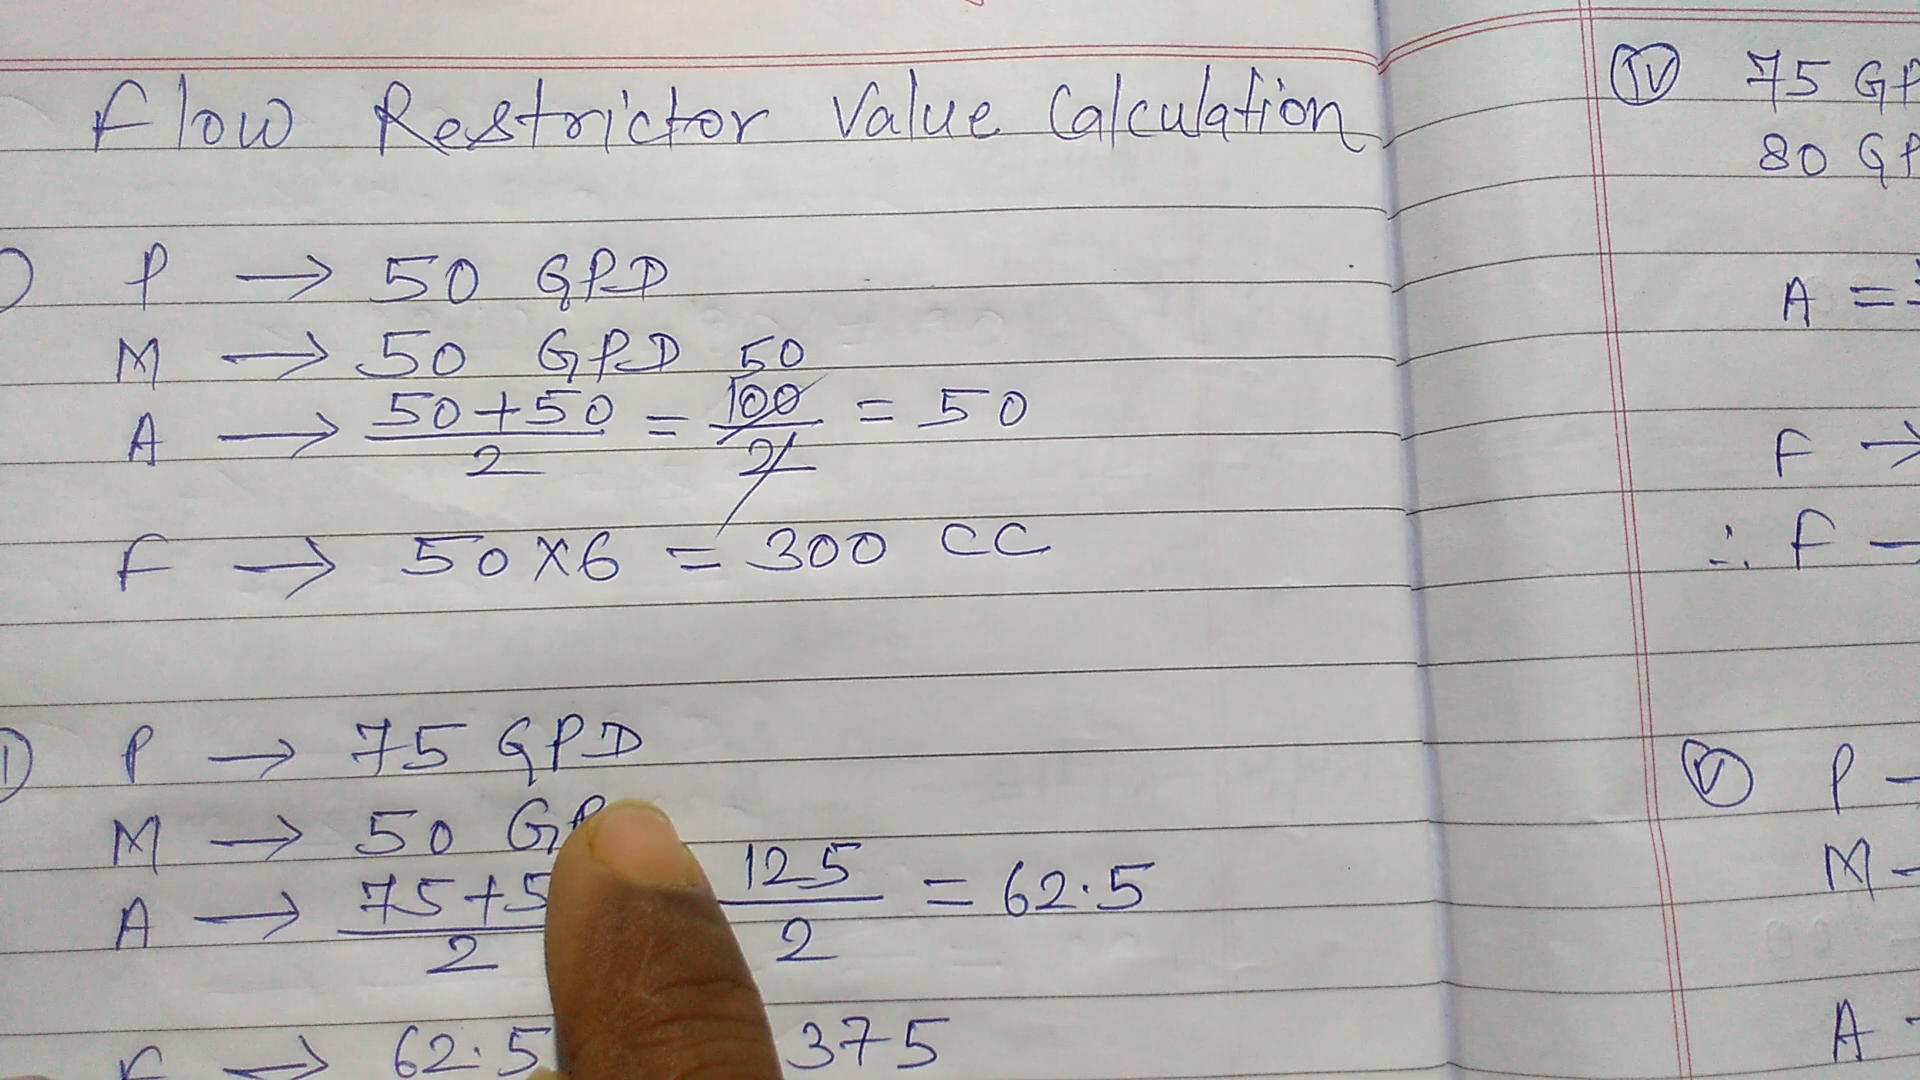 Flow Restrictor Value Calculation
P → 50 GPD
M → 50 GPD
A → 50+50/2 = 100/2 = 50
50
F → 50×6 = 300 CC
P → 75 GPD
M → 50
A → 75+5 /2 125/2 = 62.5
F → 62.5 375
IV 75
80
A =
F →
∴ F
V P
M
A